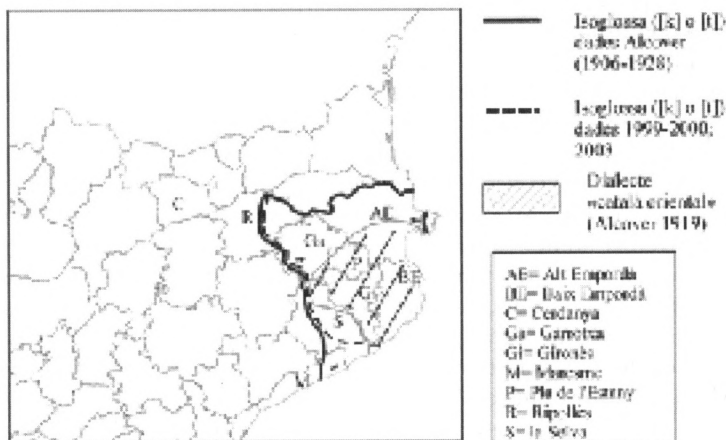 Isoglossa ([k] o [t])
dades Alcover
(1906-1928)
Isoglossa ([k] o [t])
dades 1999-2000;
2003
Dialecte
«català oriental»
(Alcover 1919)
C
R
AE
Ga
P
BE
Gi
S
M
AE= Alt Empordà
BE= Baix Empordà
C= Cerdanya
Ga= Garrotxa
Gi= Gironès
M= Maresme
P= Pla de l'Estany
R= Ripollès
S= la Selva